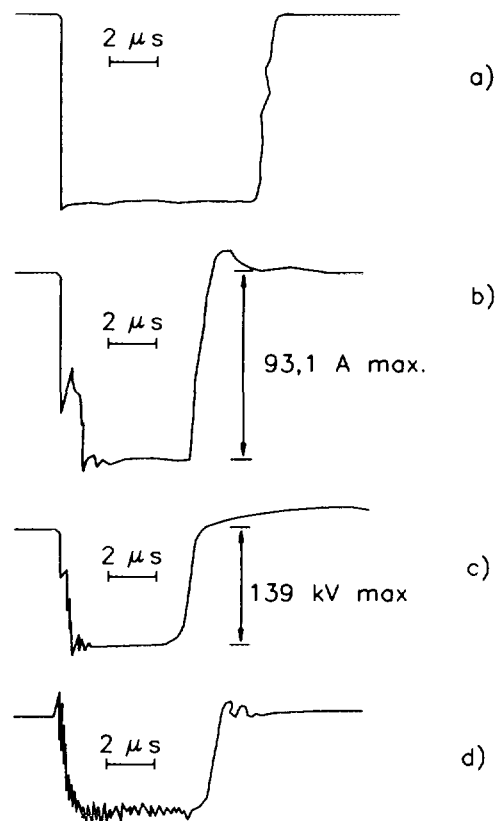 2 μs
a)
b)
2 μs
93,1 A max.
c)
2 μs
139 kV max
2 μs
d)